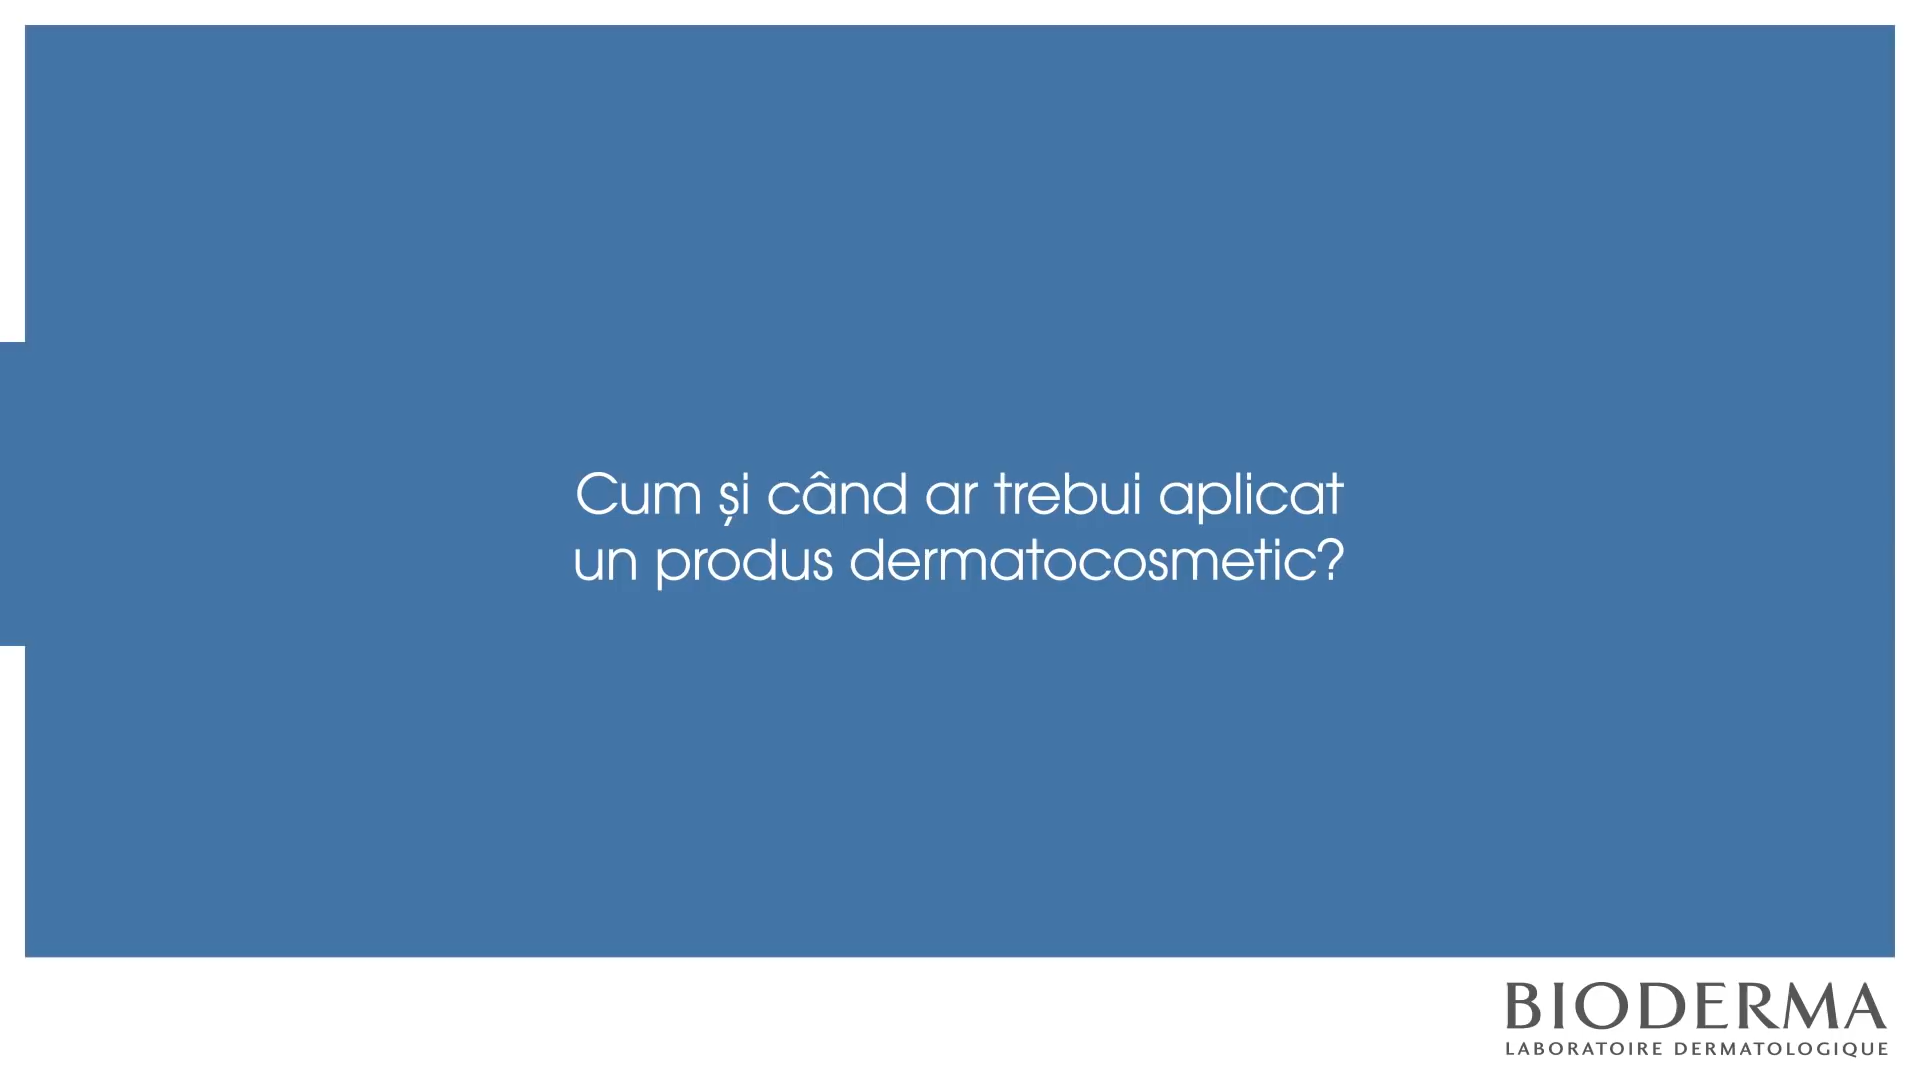 Cum și când ar trebui aplicat
un produs dermatocosmetic?
BIODERMA
LABORATOIRE DERMATOLOGIQUE